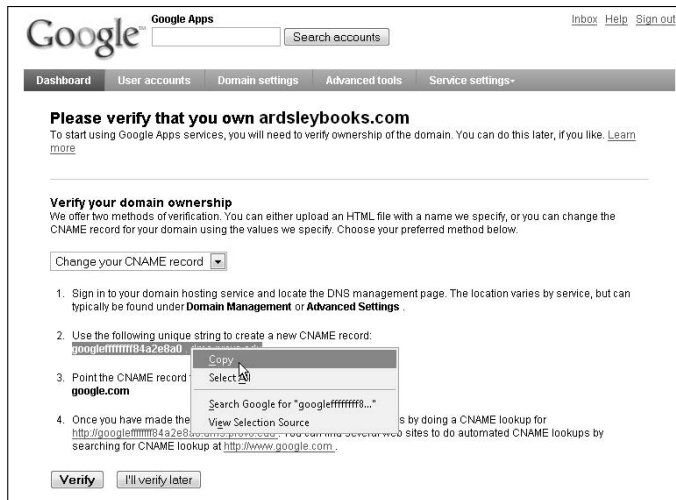 Google™ Google Apps
Search accounts
Inbox Help Sign out
Dashboard User accounts Domain settings Advanced tools Service settings
Please verify that you own ardsleybooks.com
To start using Google Apps services, you will need to verify ownership of the domain. You can do this later, if you like. Learn
more
Verify your domain ownership
We offer two methods of verification. You can either upload an HTML file with a name we specify, or you can change the
CNAME record for your domain using the values we specify. Choose your preferred method below.
Change your CNAME record
1. Sign in to your domain hosting service and locate the DNS management page. The location varies by service, but can
typically be found under Domain Management or Advanced Settings .
2. Use the following unique string to create a new CNAME record:
googleffffffff84a2e8a0 .
Copy
Select All
Search Google for "googleffffffff8..."
View Selection Source
3. Point the CNAME record
google.com
4. Once you have made the s by doing a CNAME lookup for
http://googleffffffff84a2e8a0.drns.provo.edu . You can find several web sites to do automated CNAME lookups by
searching for CNAME lookup at http://www.google.com .
Verify I'll verify later